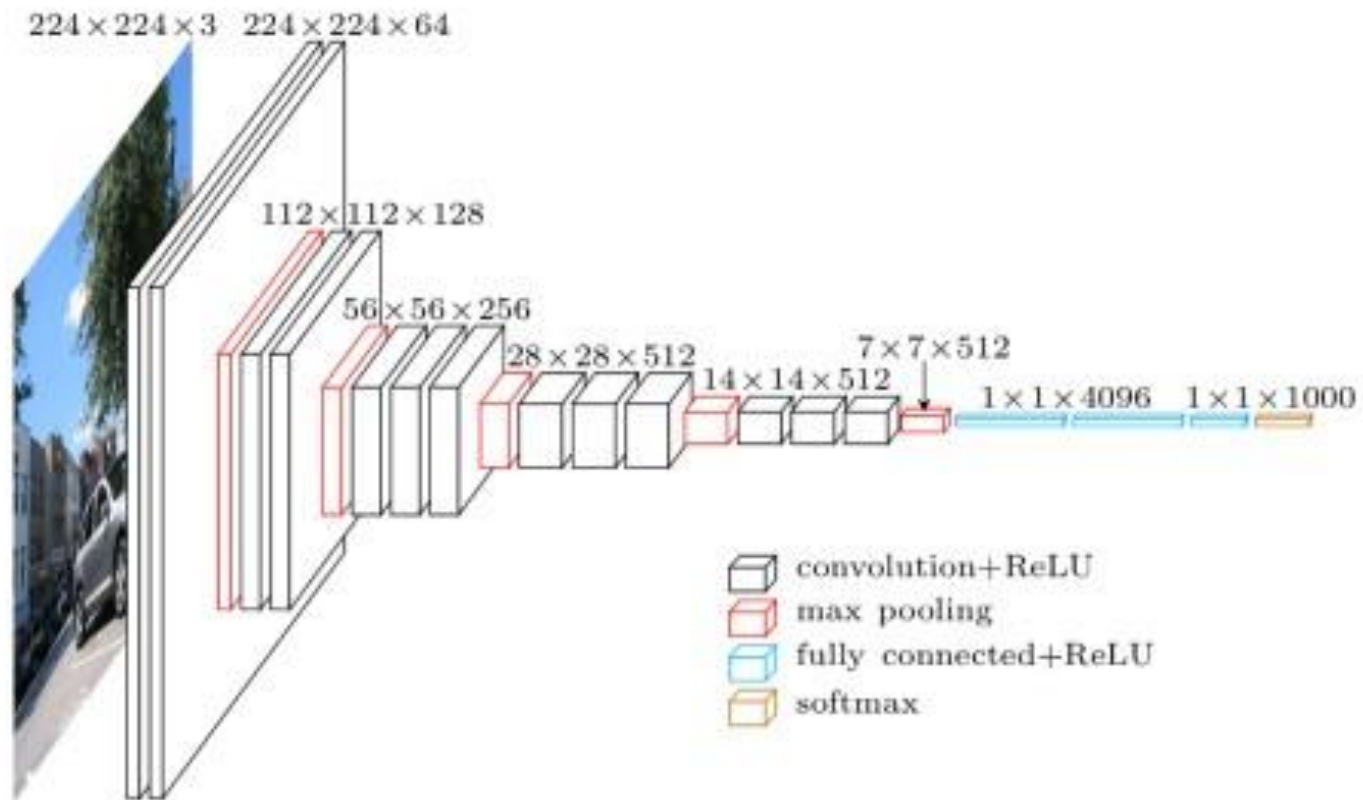 224×224×3
224×224×64
112×112×128
56×56×256
28×28×512
14×14×512
7×7×512
1×1×4096
1×1×1000
convolution+ReLU
max pooling
fully connected+ReLU
softmax